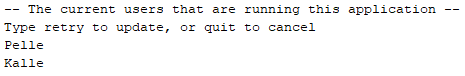 -- The current users that are running this application --
Type retry to update, or quit to cancel
Pelle
Kalle